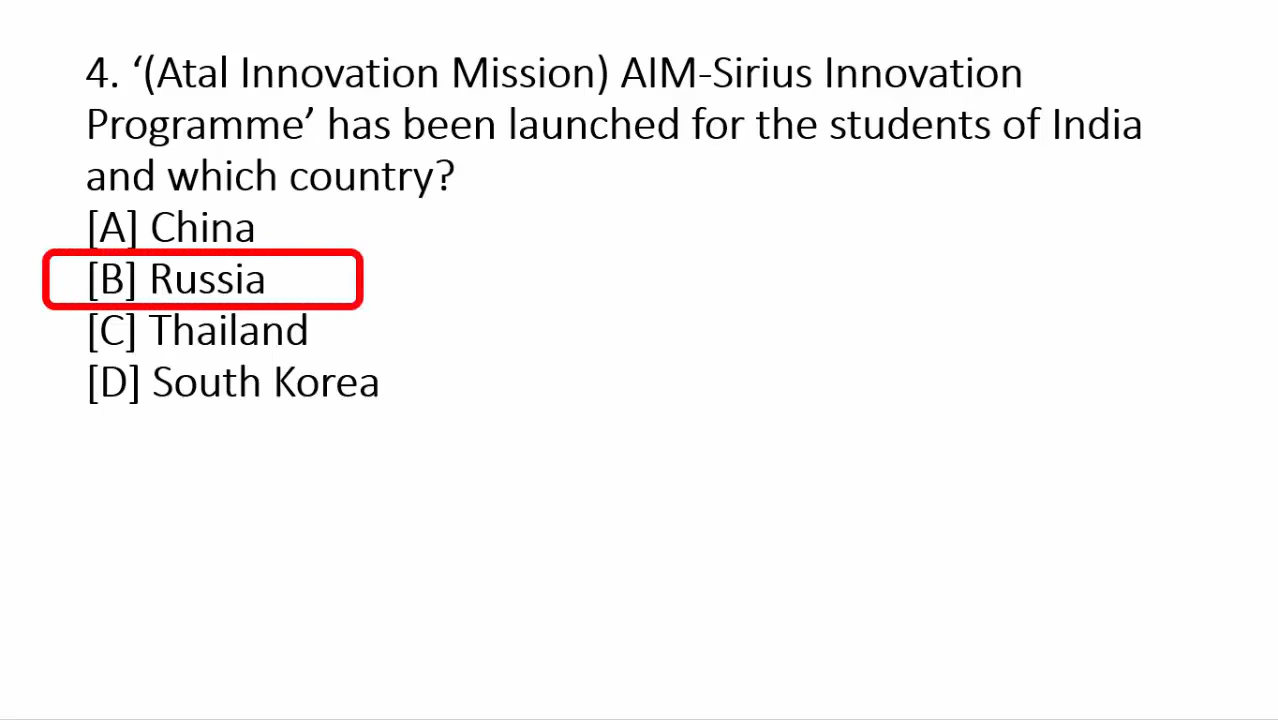 4. ‘(Atal Innovation Mission) AIM-Sirius Innovation
Programme’ has been launched for the students of India
and which country?
[A] China
[B] Russia
[C] Thailand
[D] South Korea